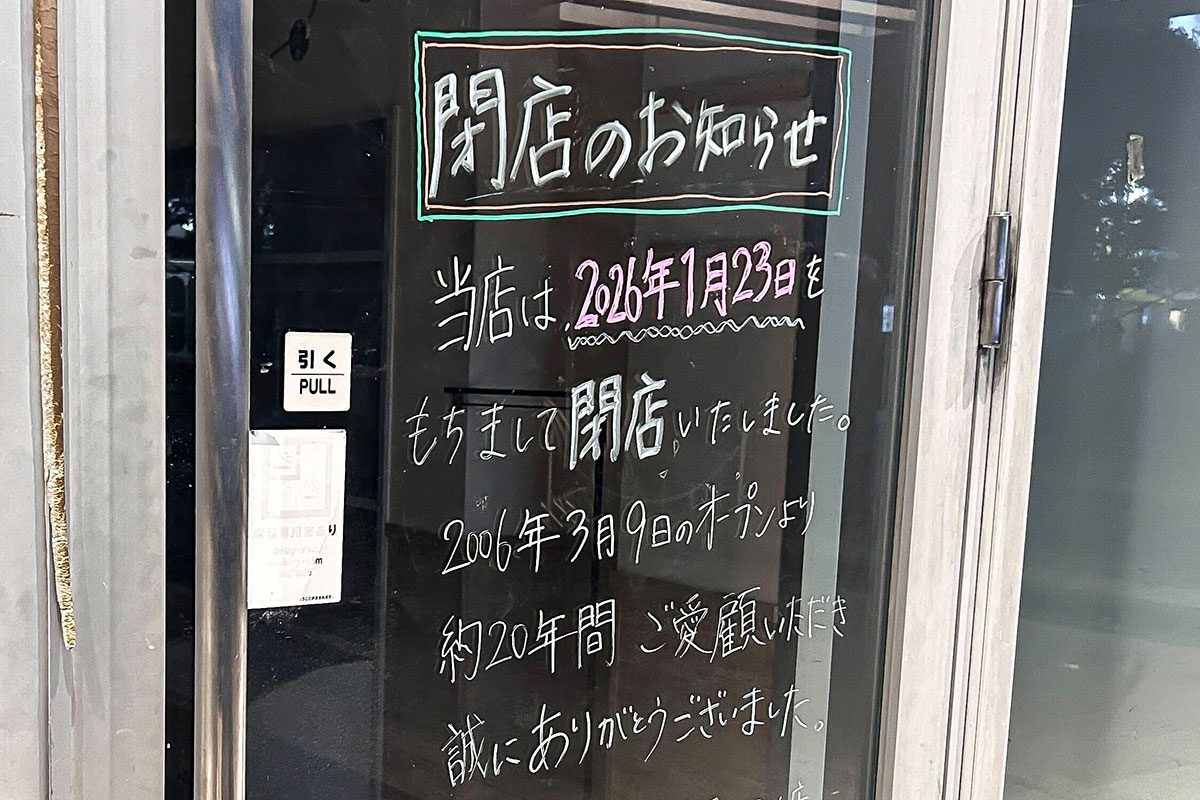 閉店のお知らせ
当店は、2026年1月23日を
もちまして閉店いたしました。
2006年3月9日のオープンより
約20年間 ご愛顧いただき
誠にありがとうございました。
引く
PULL